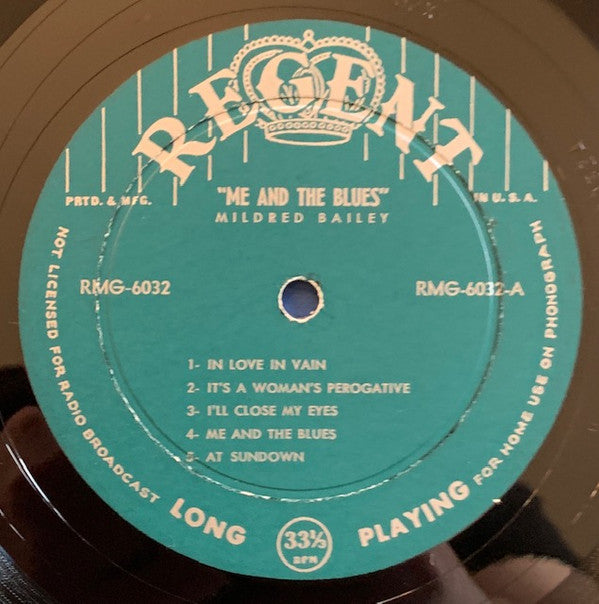 REGENT
PRTD. & MFG. IN U.S.A.
"ME AND THE BLUES"
MILDRED BAILEY
RMG-6032 RMG-6032-A
1- IN LOVE IN VAIN
2- IT'S A WOMAN'S PEROGATIVE
3- I'LL CLOSE MY EYES
4- ME AND THE BLUES
5- AT SUNDOWN
NOT LICENSED FOR RADIO BROADCAST LONG PLAYING FOR HOME USE ON PHONOGRAPH
33⅓
RPM